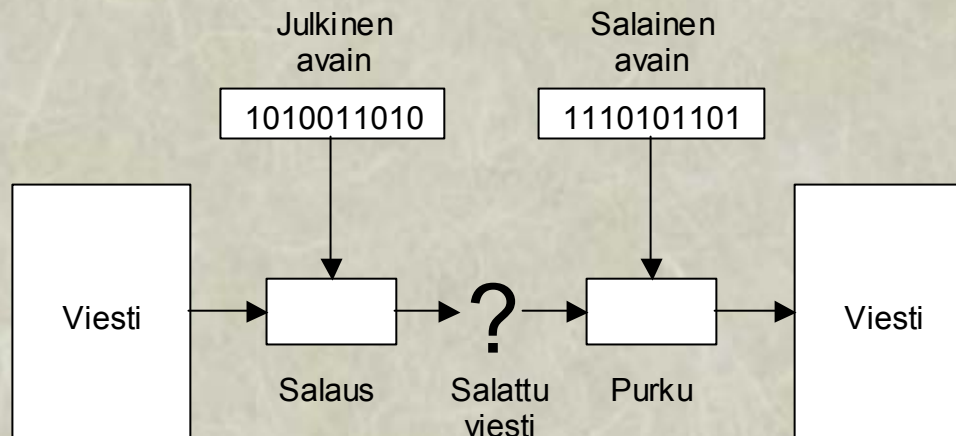 Julkinen
avain
Salainen
avain
1010011010
1110101101
Viesti
?
Viesti
Salaus
Salattu
viesti
Purku